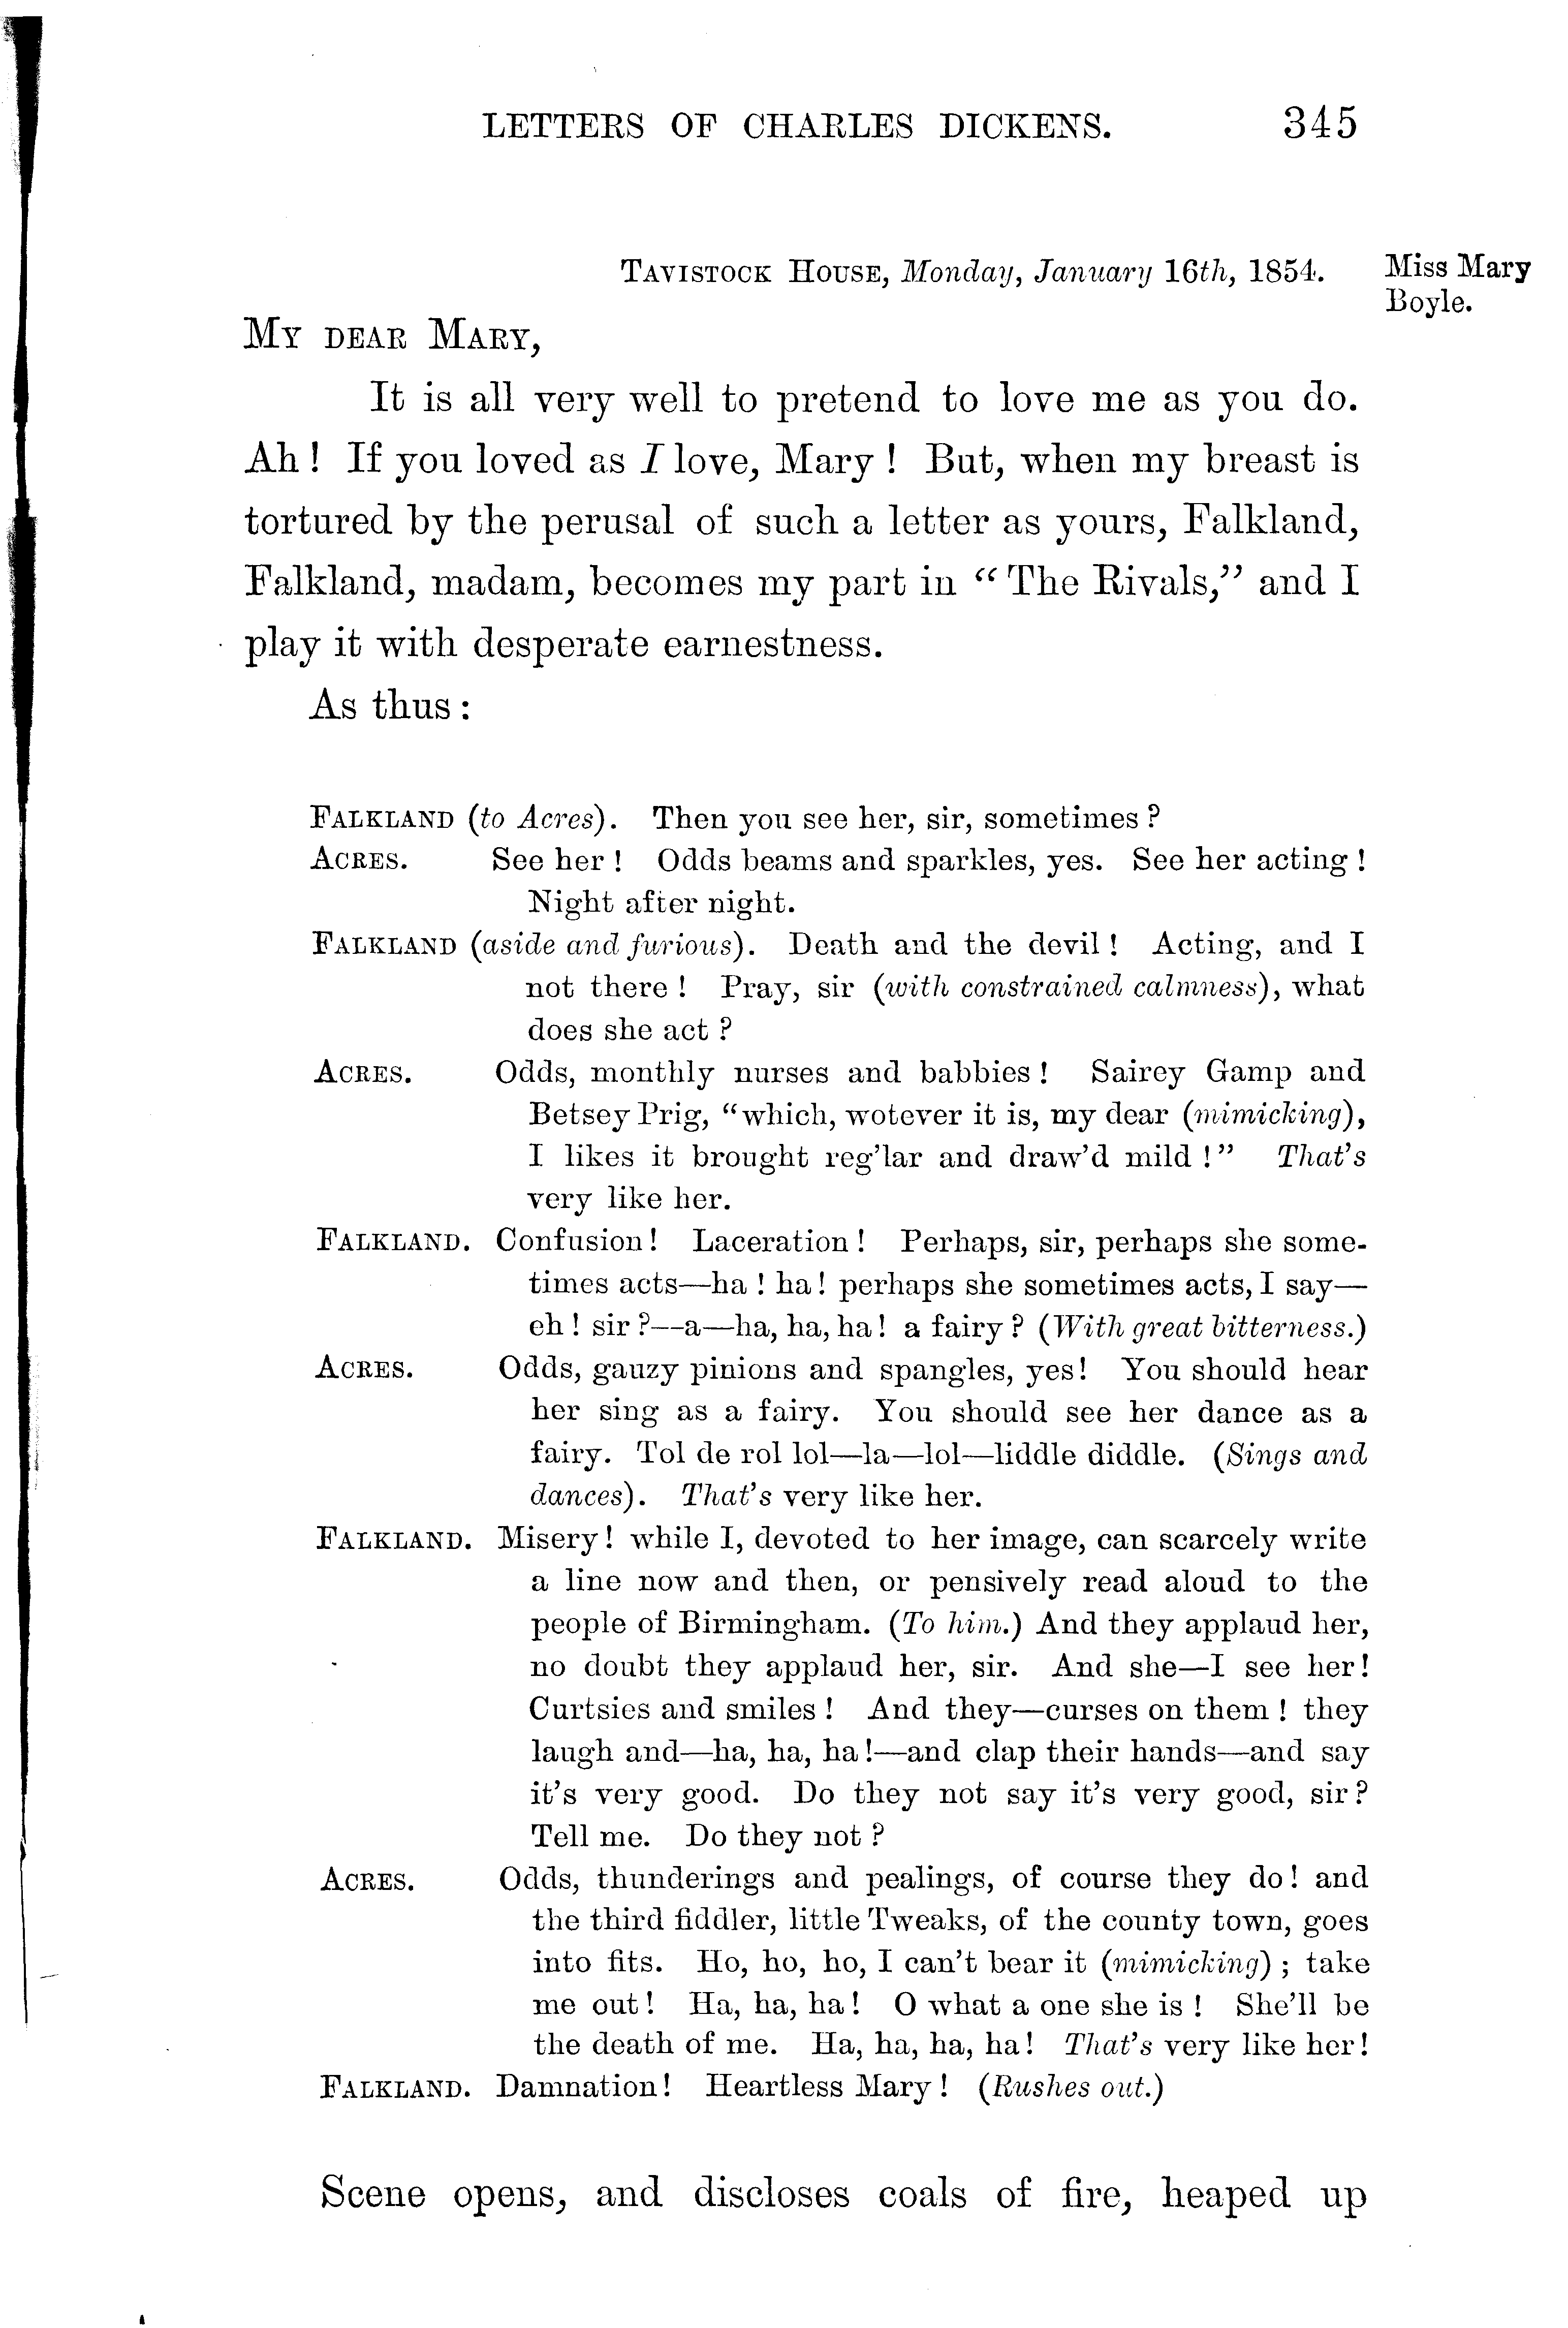 LETTERS OF CHARLES DICKENS. 345
TAVISTOCK HOUSE, Monday, January 16th, 1854.
Miss Mary
Boyle.
MY DEAR MARY,
It is all very well to pretend to love me as you do.
Ah! If you loved as I love, Mary! But, when my breast is
tortured by the perusal of such a letter as yours, Falkland,
Falkland, madam, becomes my part in "The Rivals," and I
play it with desperate earnestness.
As thus:
FALKLAND (to Acres). Then you see her, sir, sometimes?
ACRES. See her! Odds beams and sparkles, yes. See her acting!
Night after night.
FALKLAND (aside and furious). Death and the devil! Acting, and I
not there! Pray, sir (with constrained calmness), what
does she act?
ACRES. Odds, monthly nurses and babbies! Sairey Gamp and
Betsey Prig, "which, wotever it is, my dear (mimicking),
I likes it brought reg'lar and draw'd mild!" That's
very like her.
FALKLAND. Confusion! Laceration! Perhaps, sir, perhaps she some-
times acts—ha! ha! perhaps she sometimes acts, I say—
eh! sir?—a—ha, ha, ha! a fairy? (With great bitterness.)
ACRES. Odds, gauzy pinions and spangles, yes! You should hear
her sing as a fairy. You should see her dance as a
fairy. Tol de rol lol—la—lol—liddle diddle. (Sings and
dances). That's very like her.
FALKLAND. Misery! while I, devoted to her image, can scarcely write
a line now and then, or pensively read aloud to the
people of Birmingham. (To him.) And they applaud her,
no doubt they applaud her, sir. And she—I see her!
Curtsies and smiles! And they—curses on them! they
laugh and—ha, ha, ha!—and clap their hands—and say
it's very good. Do they not say it's very good, sir?
Tell me. Do they not?
ACRES. Odds, thunderings and pealings, of course they do! and
the third fiddler, little Tweaks, of the county town, goes
into fits. Ho, ho, ho, I can't bear it (mimicking); take
me out! Ha, ha, ha! O what a one she is! She'll be
the death of me. Ha, ha, ha, ha! That's very like her!
FALKLAND. Damnation! Heartless Mary! (Rushes out.)
Scene opens, and discloses coals of fire, heaped up